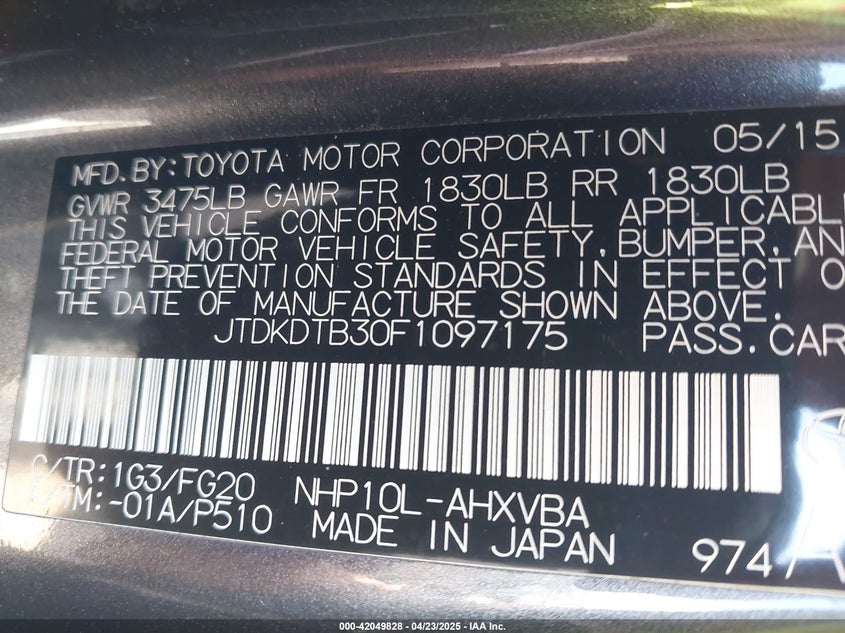 MFD.BY:TOYOTA MOTOR CORPORATION 05/15
GVWR 3475LB GAWR FR 1830LB RR 1830LB
THIS VEHICLE CONFORMS TO ALL APPLICABL
FEDERAL MOTOR VEHICLE SAFETY,BUMPER,AN
THEFT PREVENTION STANDARDS IN EFFECT O
THE DATE OF MANUFACTURE SHOWN ABOVE.
JTDKDTB30F1097175 PASS.CAR
C/TR:1G3/FG20 NHP10L-AHXVBA
A/TM:-01A/P510 MADE IN JAPAN 974
000-42049828 - 04/23/2025 - IAA Inc.